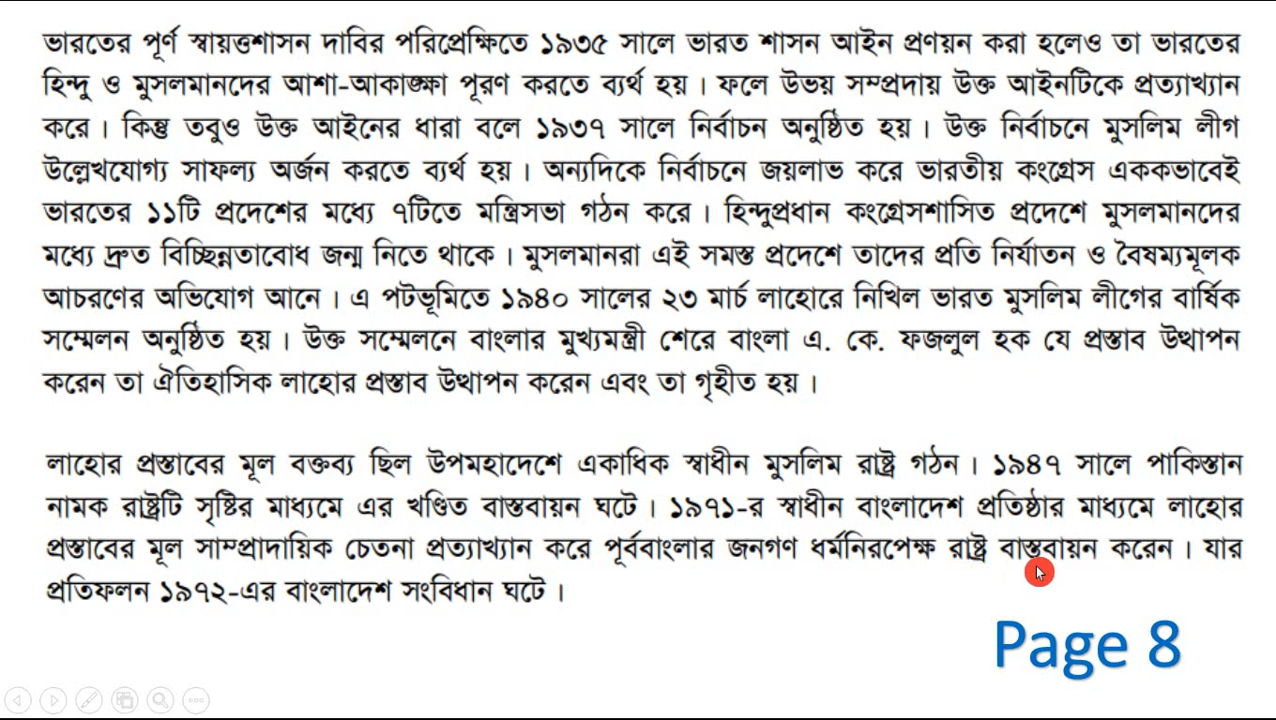 ভারতের পূর্ণ স্বায়ত্তশাসন দাবির পরিপ্রেক্ষিতে ১৯৩৫ সালে ভারত শাসন আইন প্রণয়ন করা হলেও তা ভারতের
হিন্দু ও মুসলমানদের আশা-আকাঙ্ক্ষা পূরণ করতে ব্যর্থ হয়। ফলে উভয় সম্প্রদায় উক্ত আইনটিকে প্রত্যাখ্যান
করে। কিন্তু তবুও উক্ত আইনের ধারা বলে ১৯৩৭ সালে নির্বাচন অনুষ্ঠিত হয়। উক্ত নির্বাচনে মুসলিম লীগ
উল্লেখযোগ্য সাফল্য অর্জন করতে ব্যর্থ হয়। অন্যদিকে নির্বাচনে জয়লাভ করে ভারতীয় কংগ্রেস এককভাবেই
ভারতের ১১টি প্রদেশের মধ্যে ৭টিতে মন্ত্রিসভা গঠন করে। হিন্দুপ্রধান কংগ্রেসশাসিত প্রদেশে মুসলমানদের
মধ্যে দ্রুত বিচ্ছিন্নতাবোধ জন্ম নিতে থাকে। মুসলমানরা এই সমস্ত প্রদেশে তাদের প্রতি নির্যাতন ও বৈষম্যমূলক
আচরণের অভিযোগ আনে। এ পটভূমিতে ১৯৪০ সালের ২৩ মার্চ লাহোরে নিখিল ভারত মুসলিম লীগের বার্ষিক
সম্মেলন অনুষ্ঠিত হয়। উক্ত সম্মেলনে বাংলার মুখ্যমন্ত্রী শেরে বাংলা এ. কে. ফজলুল হক যে প্রস্তাব উত্থাপন
করেন তা ঐতিহাসিক লাহোর প্রস্তাব উত্থাপন করেন এবং তা গৃহীত হয়।
লাহোর প্রস্তাবের মূল বক্তব্য ছিল উপমহাদেশে একাধিক স্বাধীন মুসলিম রাষ্ট্র গঠন। ১৯৪৭ সালে পাকিস্তান
নামক রাষ্ট্রটি সৃষ্টির মাধ্যমে এর খণ্ডিত বাস্তবায়ন ঘটে। ১৯৭১-র স্বাধীন বাংলাদেশ প্রতিষ্ঠার মাধ্যমে লাহোর
প্রস্তাবের মূল সাম্প্রাদায়িক চেতনা প্রত্যাখ্যান করে পূর্ববাংলার জনগণ ধর্মনিরপেক্ষ রাষ্ট্র বাস্তবায়ন করেন। যার
প্রতিফলন ১৯৭২-এর বাংলাদেশ সংবিধান ঘটে।
Page 8